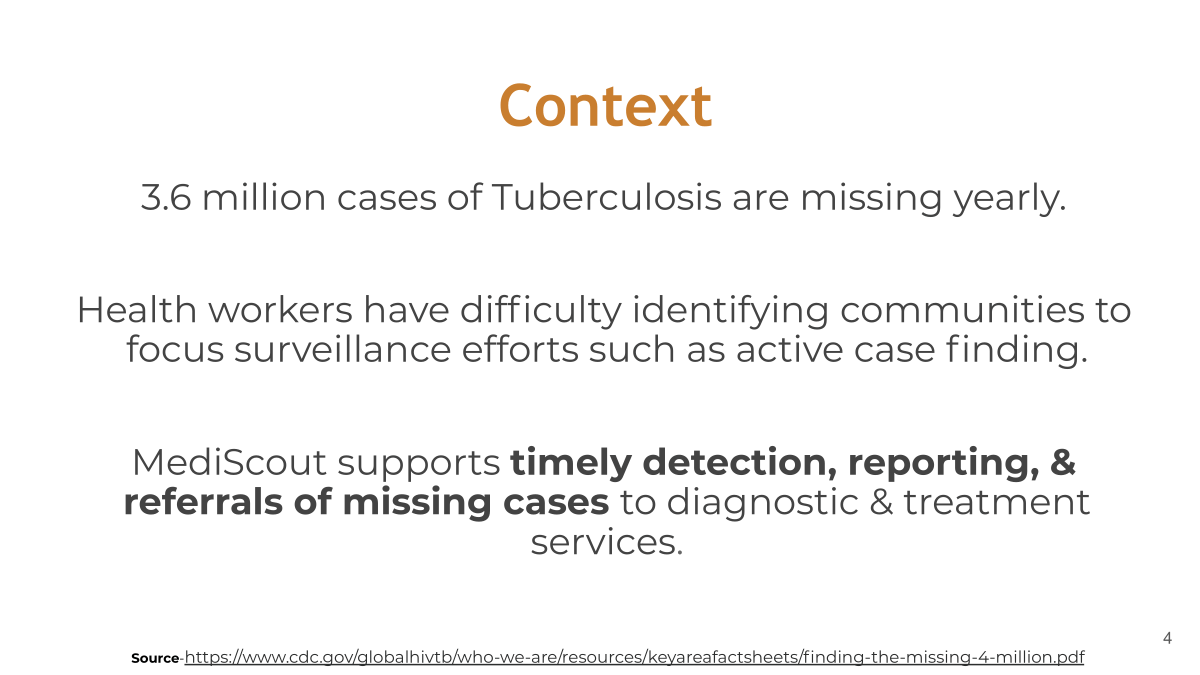 Context
3.6 million cases of Tuberculosis are missing yearly.
Health workers have difficulty identifying communities to
focus surveillance efforts such as active case finding.
MediScout supports timely detection, reporting, &
referrals of missing cases to diagnostic & treatment
services.
4
Source-https://www.cdc.gov/globalhivtb/who-we-are/resources/keyareafactsheets/finding-the-missing-4-million.pdf